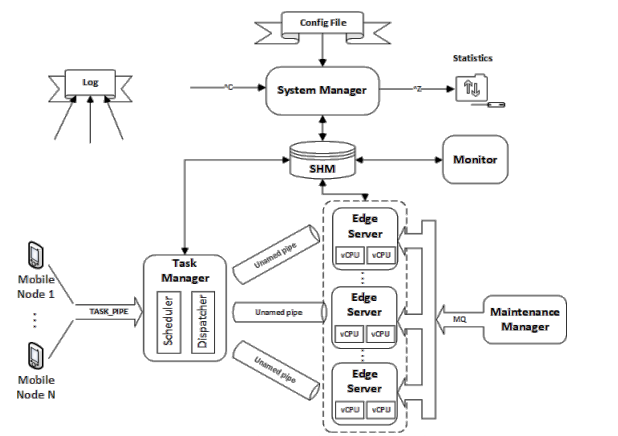 Config File
Statistics
Log
^C
System Manager
^Z
SHM
Monitor
Edge
Server
vCPU vCPU
Unamed pipe
Task
Manager
Mobile
Node 1
TASK_PIPE
Scheduler
Dispatcher
Unamed pipe
Edge
Server
vCPU vCPU
MQ
Maintenance
Manager
Unamed pipe
Edge
Server
vCPU vCPU
Mobile
Node N